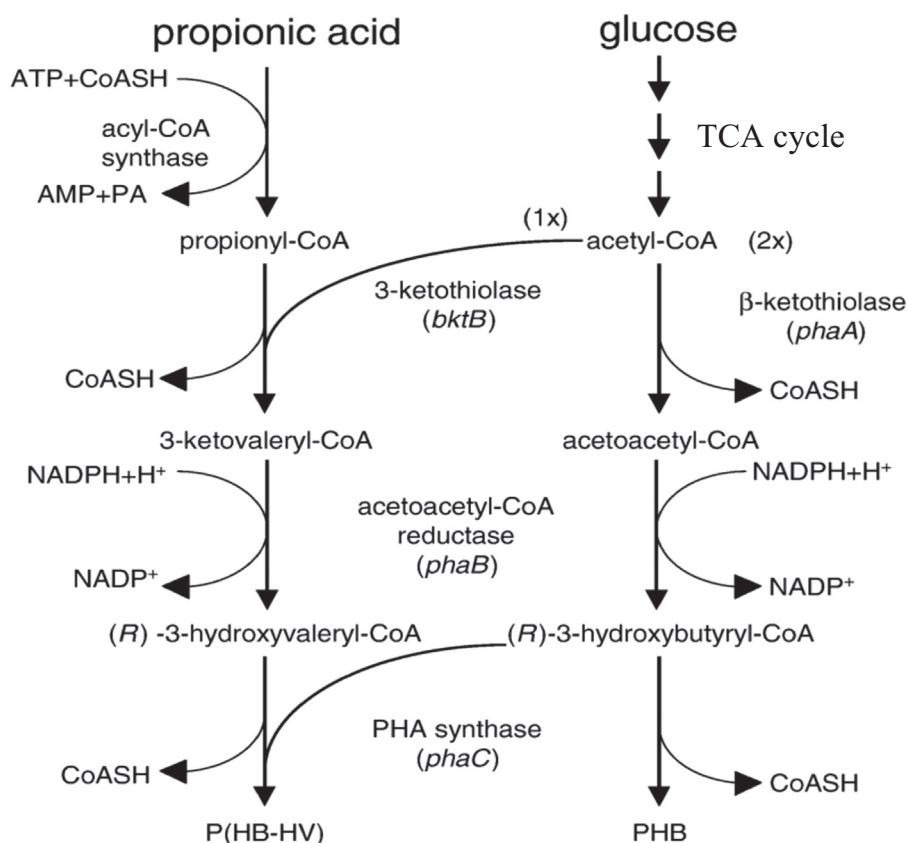 propionic acid
glucose
ATP+CoASH
acyl-CoA
synthase
AMP+PA
TCA cycle
propionyl-CoA
(1x)
acetyl-CoA
(2x)
3-ketothiolase
(bktB)
β-ketothiolase
(phaA)
CoASH
CoASH
3-ketovaleryl-CoA
acetoacetyl-CoA
NADPH+H⁺
NADPH+H⁺
acetoacetyl-CoA
reductase
(phaB)
NADP⁺
NADP⁺
(R) -3-hydroxyvaleryl-CoA
(R)-3-hydroxybutyryl-CoA
PHA synthase
(phaC)
CoASH
CoASH
P(HB-HV)
PHB